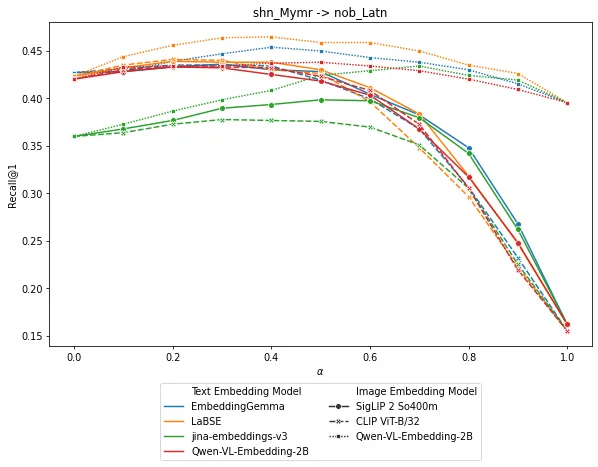 shn_Mymr -> nob_Latn
0.45
0.40
0.35
0.30
0.25
0.20
0.15
Recall@1
0.0 0.2 0.4 0.6 0.8 1.0
α
Text Embedding Model
EmbeddingGemma
LaBSE
jina-embeddings-v3
Qwen-VL-Embedding-2B
Image Embedding Model
SigLIP 2 So400m
CLIP ViT-B/32
Qwen-VL-Embedding-2B